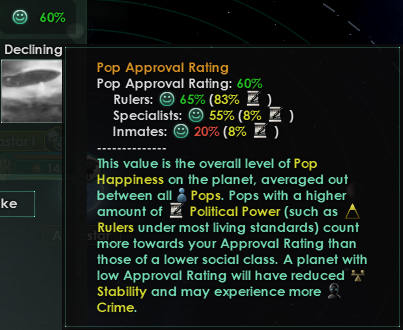 60%
Declining
Pop Approval Rating
Pop Approval Rating: 60%
Rulers: 65% (83% )
Specialists: 55% (8% )
Inmates: 20% (8% )
--------------
This value is the overall level of Pop
Happiness on the planet, averaged out
between all Pops. Pops with a higher
amount of Political Power (such as
Rulers under most living standards) count
more towards your Approval Rating than
those of a lower social class. A planet with
low Approval Rating will have reduced
Stability and may experience more
Crime.
ke